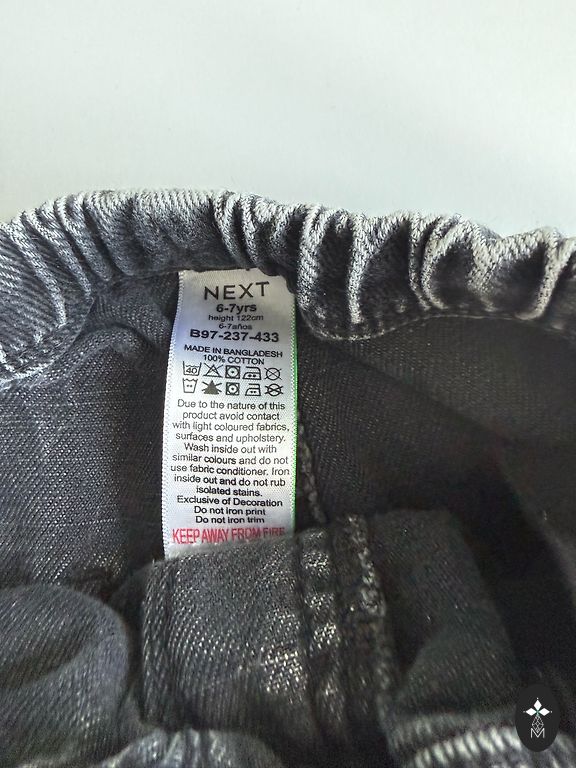 NEXT
6-7yrs
height 122cm
6-7años
B97-237-433
MADE IN BANGLADESH
100% COTTON
40
Due to the nature of this
product avoid contact
with light coloured fabrics,
surfaces and upholstery.
Wash inside out with
similar colours and do not
use fabric conditioner. Iron
inside out and do not rub
isolated stains.
Exclusive of Decoration
Do not iron print
Do not iron trim
KEEP AWAY FROM FIRE